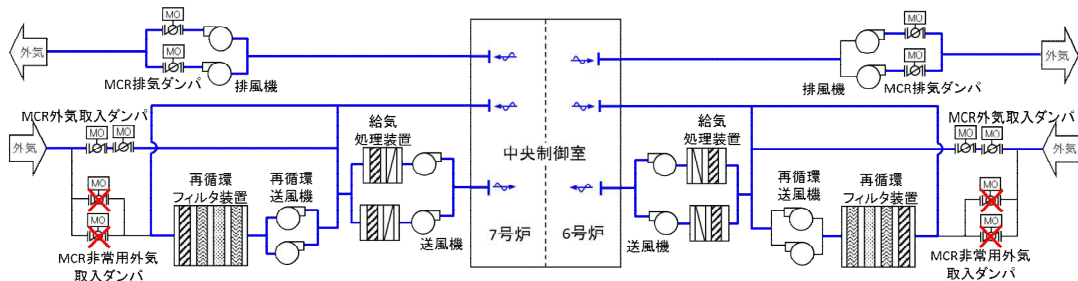 MO
MO
外気
MCR排気ダンパ
排風機
MCR外気取入ダンパ
MO
MO
外気
MO
MO
MCR非常用外気
取入ダンパ
再循環
フィルタ装置
再循環
送風機
給気
処理装置
送風機
中央制御室
7号炉
6号炉
MO
MO
外気
排風機
MCR排気ダンパ
給気
処理装置
送風機
再循環
送風機
再循環
フィルタ装置
MCR外気取入ダンパ
MO
MO
外気
MO
MO
MCR非常用外気
取入ダンパ